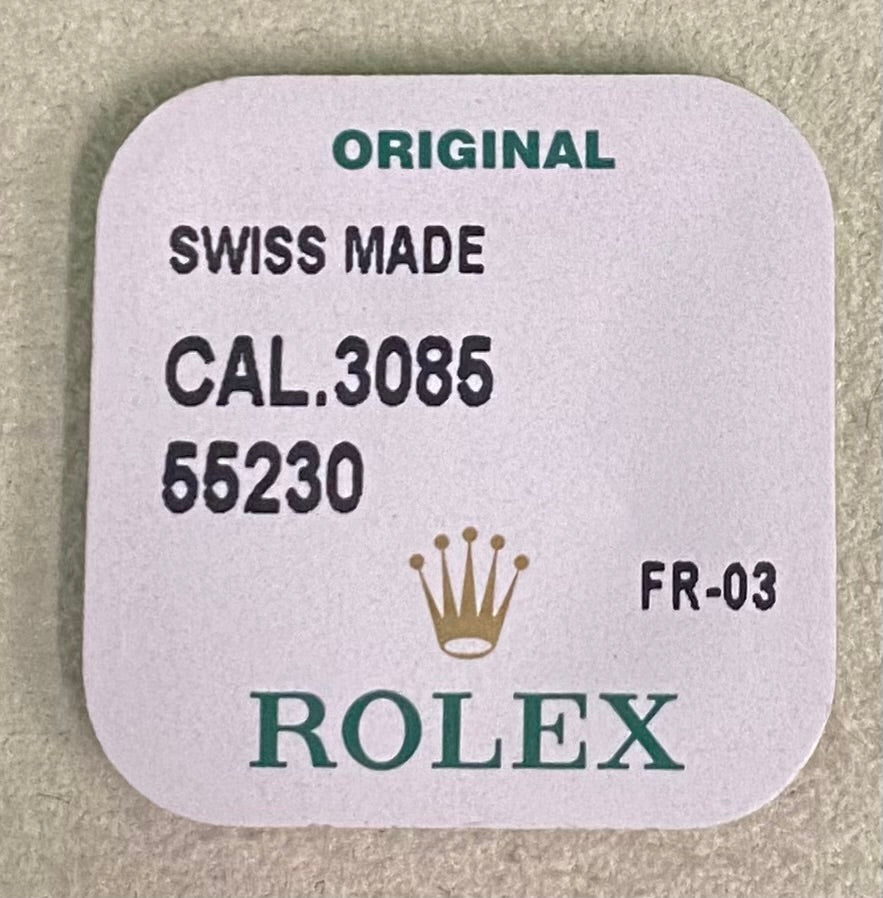 ORIGINAL
SWISS MADE
CAL.3085
55230
FR-03
ROLEX